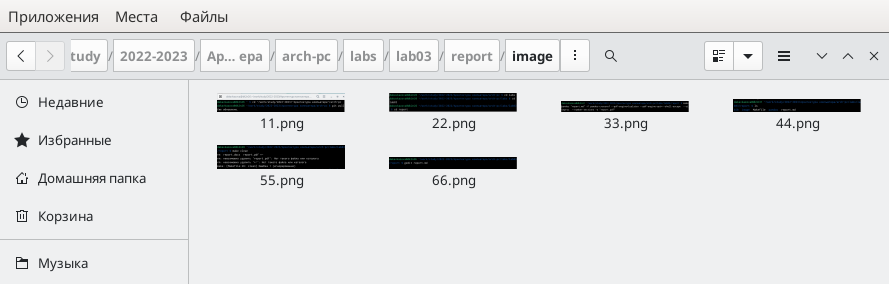 Приложения Места Файлы
tudy / 2022-2023 / Ар… ера / arch-pc / labs / lab03 / report / image
Недавние
Избранные
Домашняя папка
Корзина
Музыка
11.png 22.png 33.png 44.png
55.png 66.png